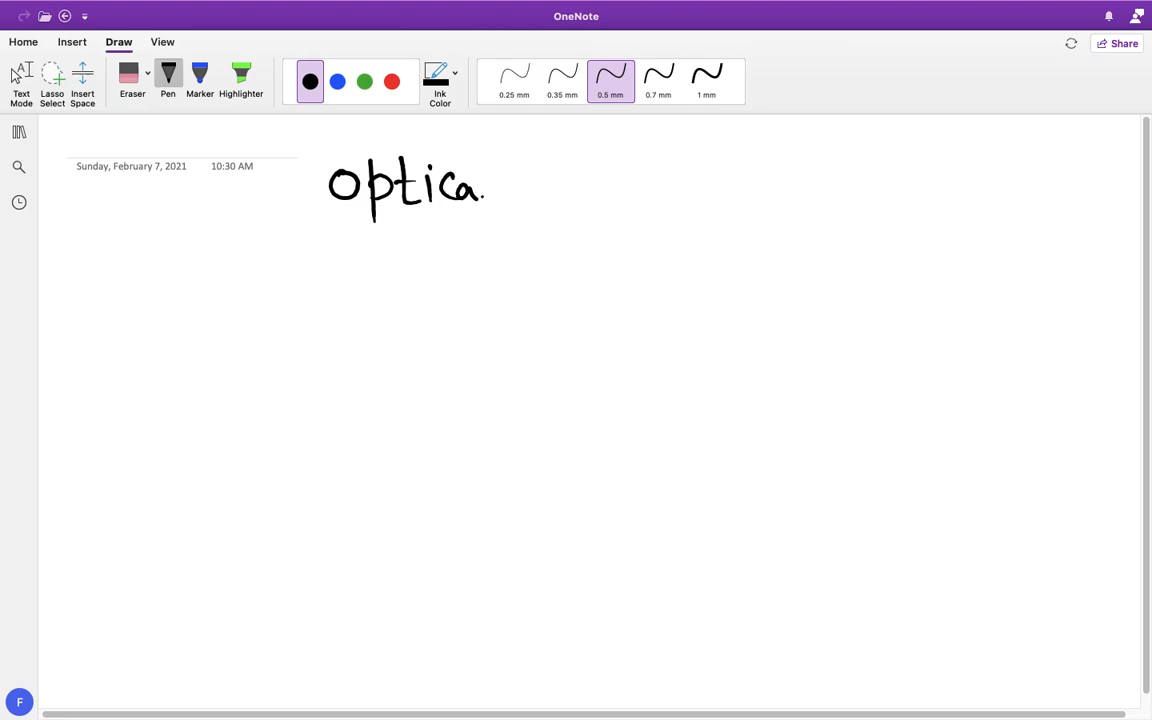 OneNote
Home Insert Draw View Share
Text Mode Lasso Select Insert Space Eraser Pen Marker Highlighter Ink Color 0.25 mm 0.35 mm 0.5 mm 0.7 mm 1 mm
Sunday, February 7, 2021 10:30 AM
optica.
F